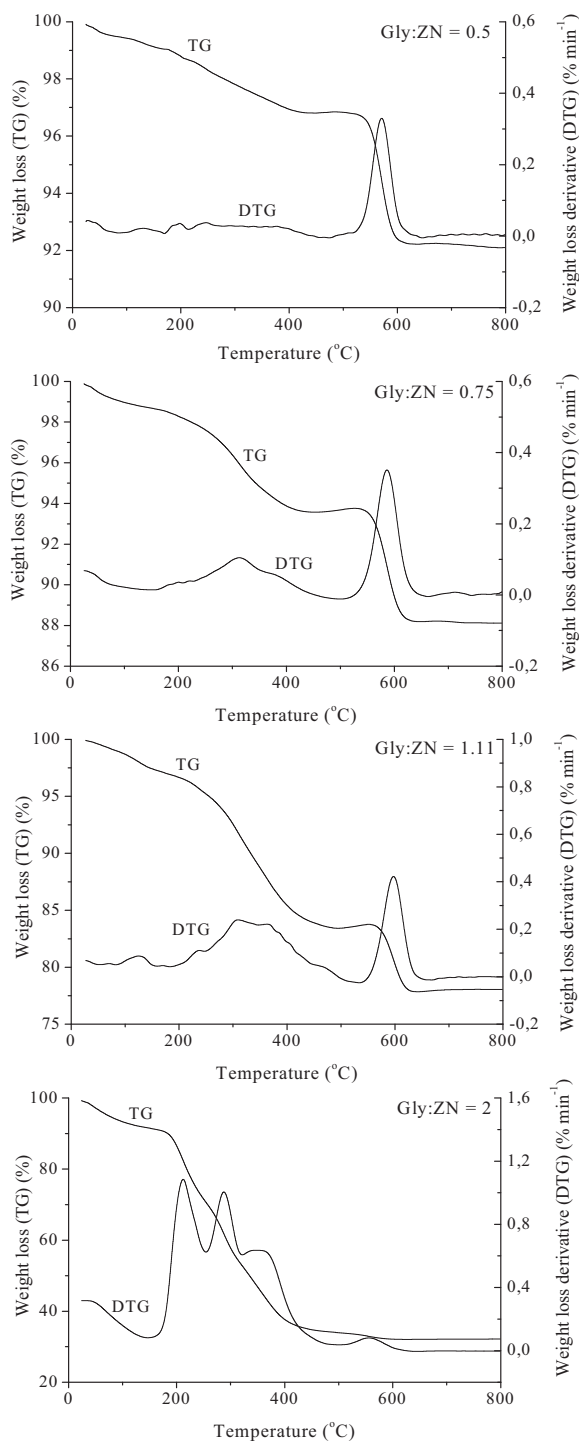 Gly:ZN = 0.5
TG
DTG
Weight loss (TG) (%)
Weight loss derivative (DTG) (% min⁻¹)
100
98
96
94
92
90
0,6
0,4
0,2
0,0
-0,2
0 200 400 600 800
Temperature (°C)
Gly:ZN = 0.75
TG
DTG
Weight loss (TG) (%)
Weight loss derivative (DTG) (% min⁻¹)
100
98
96
94
92
90
88
86
0,6
0,4
0,2
0,0
-0,2
0 200 400 600 800
Temperature (°C)
Gly:ZN = 1.11
TG
DTG
Weight loss (TG) (%)
Weight loss derivative (DTG) (% min⁻¹)
100
95
90
85
80
75
1,0
0,8
0,6
0,4
0,2
0,0
-0,2
0 200 400 600 800
Temperature (°C)
Gly:ZN = 2
TG
DTG
Weight loss (TG) (%)
Weight loss derivative (DTG) (% min⁻¹)
100
80
60
40
20
1,6
1,2
0,8
0,4
0,0
0 200 400 600 800
Temperature (°C)